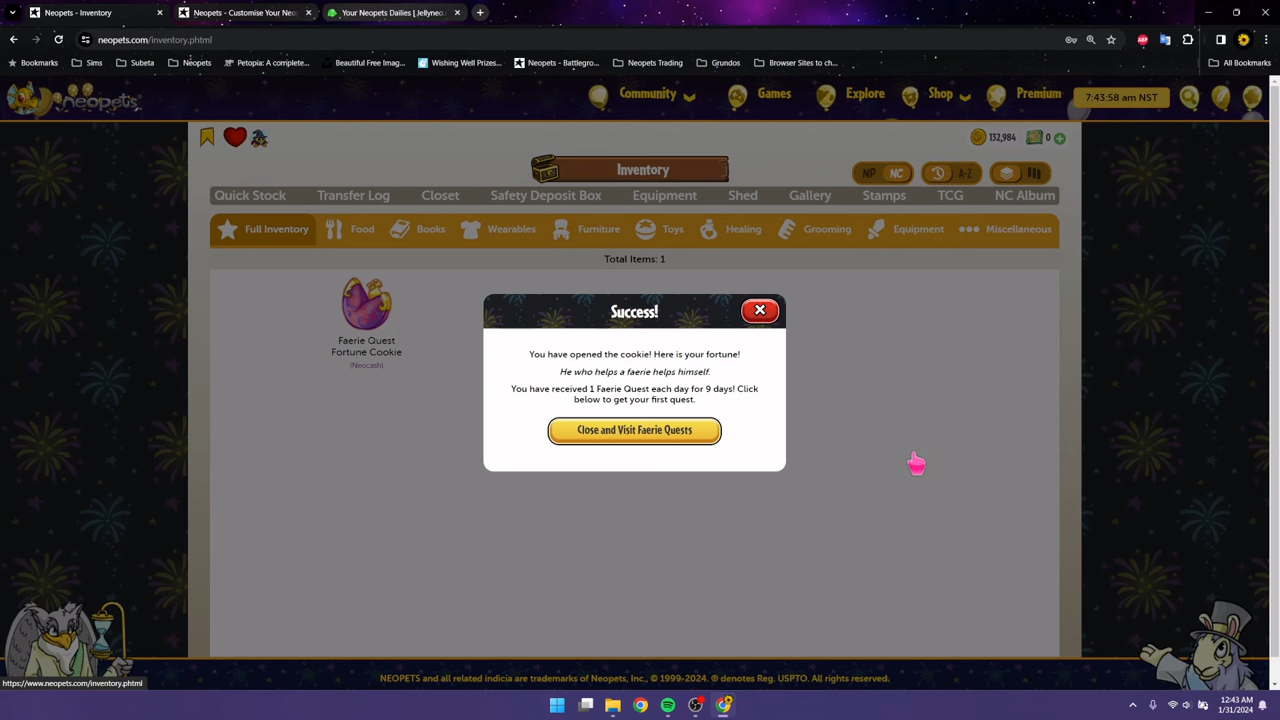 Neopets - Inventory
Neopets - Customise Your Neo
Your Neopets Dailies | Jellyneo.
neopets.com/inventory.phtml
Bookmarks Sims Subeta Neopets Petopia: A complete... Beautiful Free Imag... Wishing Well Prizes... Neopets - Battlegro... Neopets Trading Grundos Browser Sites to ch... All Bookmarks
neopets Community Games Explore Shop Premium 7:43:58 am NST
132,984 0
Inventory
NP NC A-Z
Quick Stock Transfer Log Closet Safety Deposit Box Equipment Shed Gallery Stamps TCG NC Album
Full Inventory Food Books Wearables Furniture Toys Healing Grooming Equipment Miscellaneous
Total Items: 1
Faerie Quest
Fortune Cookie
(Neocash)
Success!
You have opened the cookie! Here is your fortune!
He who helps a faerie helps himself.
You have received 1 Faerie Quest each day for 9 days! Click
below to get your first quest.
Close and Visit Faerie Quests
NEOPETS and all related indicia are trademarks of Neopets, Inc., © 1999-2024. ® denotes Reg. USPTO. All rights reserved.
https://www.neopets.com/inventory.phtml
12:43 AM
1/31/2024